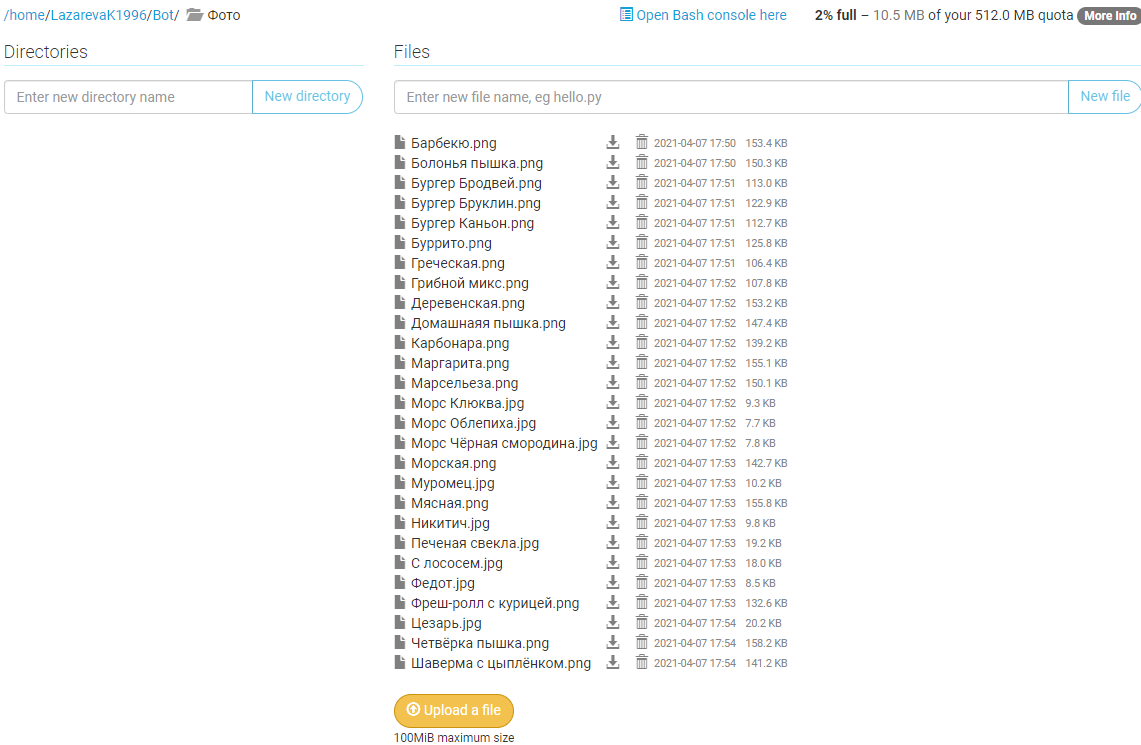 /home/LazarevaK1996/Bot/ Фото
Open Bash console here 2% full – 10.5 MB of your 512.0 MB quota More Info
Directories
Enter new directory name New directory
Files
Enter new file name, eg hello.py New file
Барбекю.png 2021-04-07 17:50 153.4 KB
Болонья пышка.png 2021-04-07 17:50 150.3 KB
Бургер Бродвей.png 2021-04-07 17:51 113.0 KB
Бургер Бруклин.png 2021-04-07 17:51 122.9 KB
Бургер Каньон.png 2021-04-07 17:51 112.7 KB
Буррито.png 2021-04-07 17:51 125.8 KB
Греческая.png 2021-04-07 17:51 106.4 KB
Грибной микс.png 2021-04-07 17:52 107.8 KB
Деревенская.png 2021-04-07 17:52 153.2 KB
Домашнаяя пышка.png 2021-04-07 17:52 147.4 KB
Карбонара.png 2021-04-07 17:52 139.2 KB
Маргарита.png 2021-04-07 17:52 155.1 KB
Марсельеза.png 2021-04-07 17:52 150.1 KB
Морс Клюква.jpg 2021-04-07 17:52 9.3 KB
Морс Облепиха.jpg 2021-04-07 17:52 7.7 KB
Морс Чёрная смородина.jpg 2021-04-07 17:52 7.8 KB
Морская.png 2021-04-07 17:53 142.7 KB
Муромец.jpg 2021-04-07 17:53 10.2 KB
Мясная.png 2021-04-07 17:53 155.8 KB
Никитич.jpg 2021-04-07 17:53 9.8 KB
Печеная свекла.jpg 2021-04-07 17:53 19.2 KB
С лососем.jpg 2021-04-07 17:53 18.0 KB
Федот.jpg 2021-04-07 17:53 8.5 KB
Фреш-ролл с курицей.png 2021-04-07 17:53 132.6 KB
Цезарь.jpg 2021-04-07 17:54 20.2 KB
Четвёрка пышка.png 2021-04-07 17:54 158.2 KB
Шаверма с цыплёнком.png 2021-04-07 17:54 141.2 KB
Upload a file
100MiB maximum size